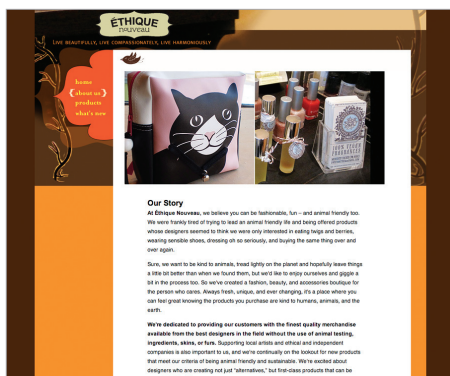 ÉTHIQUE
nouveau
LIVE BEAUTIFULLY, LIVE COMPASSIONATELY, LIVE HARMONIOUSLY
home
about us
products
what's new
100% VEGAN
FRAGRANCES
Our Story
At Éthique Nouveau, we believe you can be fashionable, fun – and animal friendly too.
We were frankly tired of trying to lead an animal friendly life and being offered products
whose designers seemed to think we were only interested in eating twigs and berries,
wearing sensible shoes, dressing oh so seriously, and buying the same thing over and
over again.
Sure, we want to be kind to animals, tread lightly on the planet and hopefully leave things
a little bit better than when we found them, but we'd like to enjoy ourselves and giggle a
bit in the process too. So we've created a fashion, beauty, and accessories boutique for
the person who cares. Always fresh, unique, and ever changing, it's a place where you
can feel great knowing the products you purchase are kind to humans, animals, and the
earth.
We're dedicated to providing our customers with the finest quality merchandise
available from the best designers in the field without the use of animal testing,
ingredients, skins, or furs. Supporting local artists and ethical and independent
companies is also important to us, and we're continually on the lookout for new products
that meet our criteria of being animal friendly and sustainable. We're excited about
designers who are creating not just "alternatives," but first-class products that can be